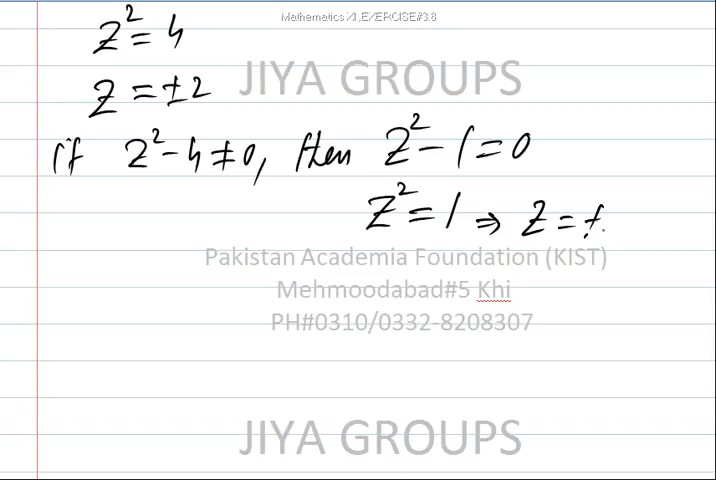 Mathematics XI, EXERCISE#3.8
z² = 4
JIYA GROUPS
z = ±2
if z² - 4 ≠ 0, then z² - 1 = 0
z² = 1 ⇒ z = ±
Pakistan Academia Foundation (KIST)
Mehmoodabad#5 Khi
PH#0310/0332-8208307
JIYA GROUPS